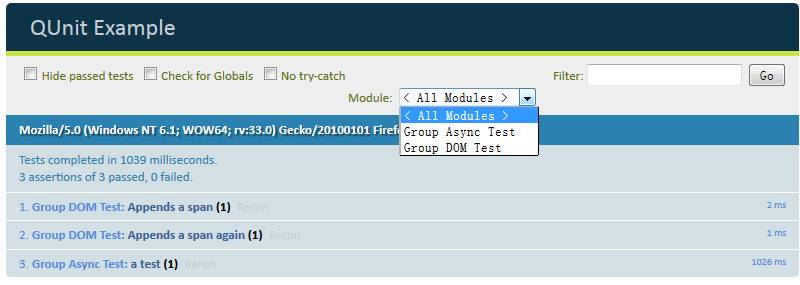 QUnit Example
Hide passed tests Check for Globals No try-catch Filter: Go
Module: < All Modules >
< All Modules >
Group Async Test
Group DOM Test
Mozilla/5.0 (Windows NT 6.1; WOW64; rv:33.0) Gecko/20100101 Firef
Tests completed in 1039 milliseconds.
3 assertions of 3 passed, 0 failed.
1. Group DOM Test: Appends a span (1) Rerun 2 ms
2. Group DOM Test: Appends a span again (1) Rerun 1 ms
3. Group Async Test: a test (1) Rerun 1026 ms